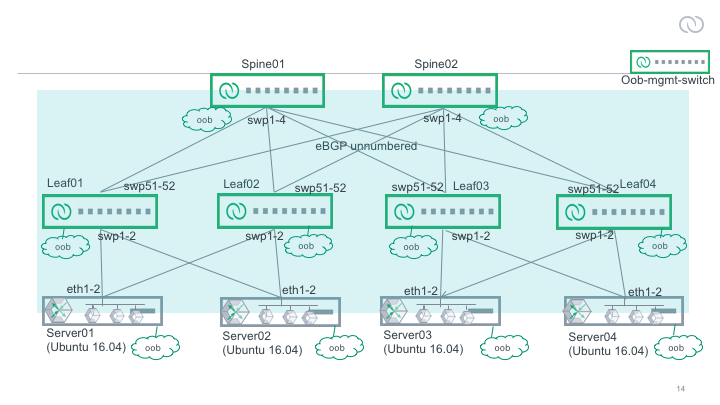 Spine01
Spine02
Oob-mgmt-switch
oob
swp1-4
swp1-4
oob
eBGP unnumbered
Leaf01
swp51-52
Leaf02
swp51-52
swp51-52
Leaf03
swp51-52
Leaf04
oob
swp1-2
swp1-2
oob
oob
swp1-2
swp1-2
oob
eth1-2
eth1-2
eth1-2
eth1-2
Server01
(Ubuntu 16.04)
oob
Server02
(Ubuntu 16.04)
oob
Server03
(Ubuntu 16.04)
oob
Server04
(Ubuntu 16.04)
oob
14